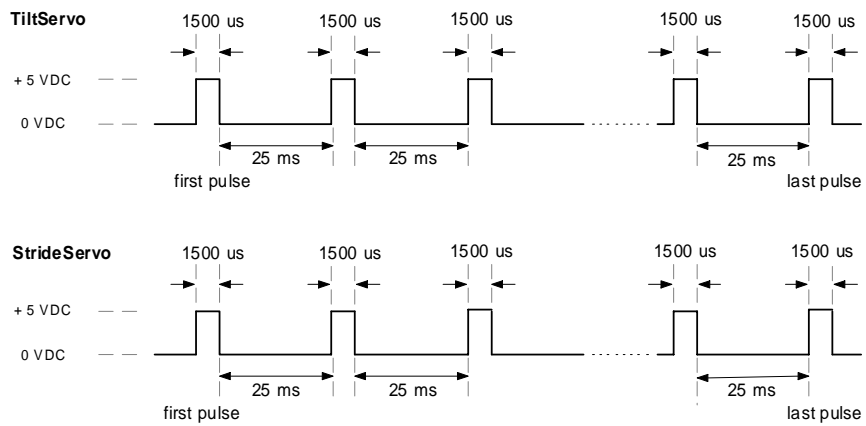 TiltServo
1500 us 1500 us 1500 us 1500 us 1500 us
+ 5 VDC
0 VDC
25 ms 25 ms 25 ms
first pulse last pulse
StrideServo
1500 us 1500 us 1500 us 1500 us 1500 us
+ 5 VDC
0 VDC
25 ms 25 ms 25 ms
first pulse last pulse